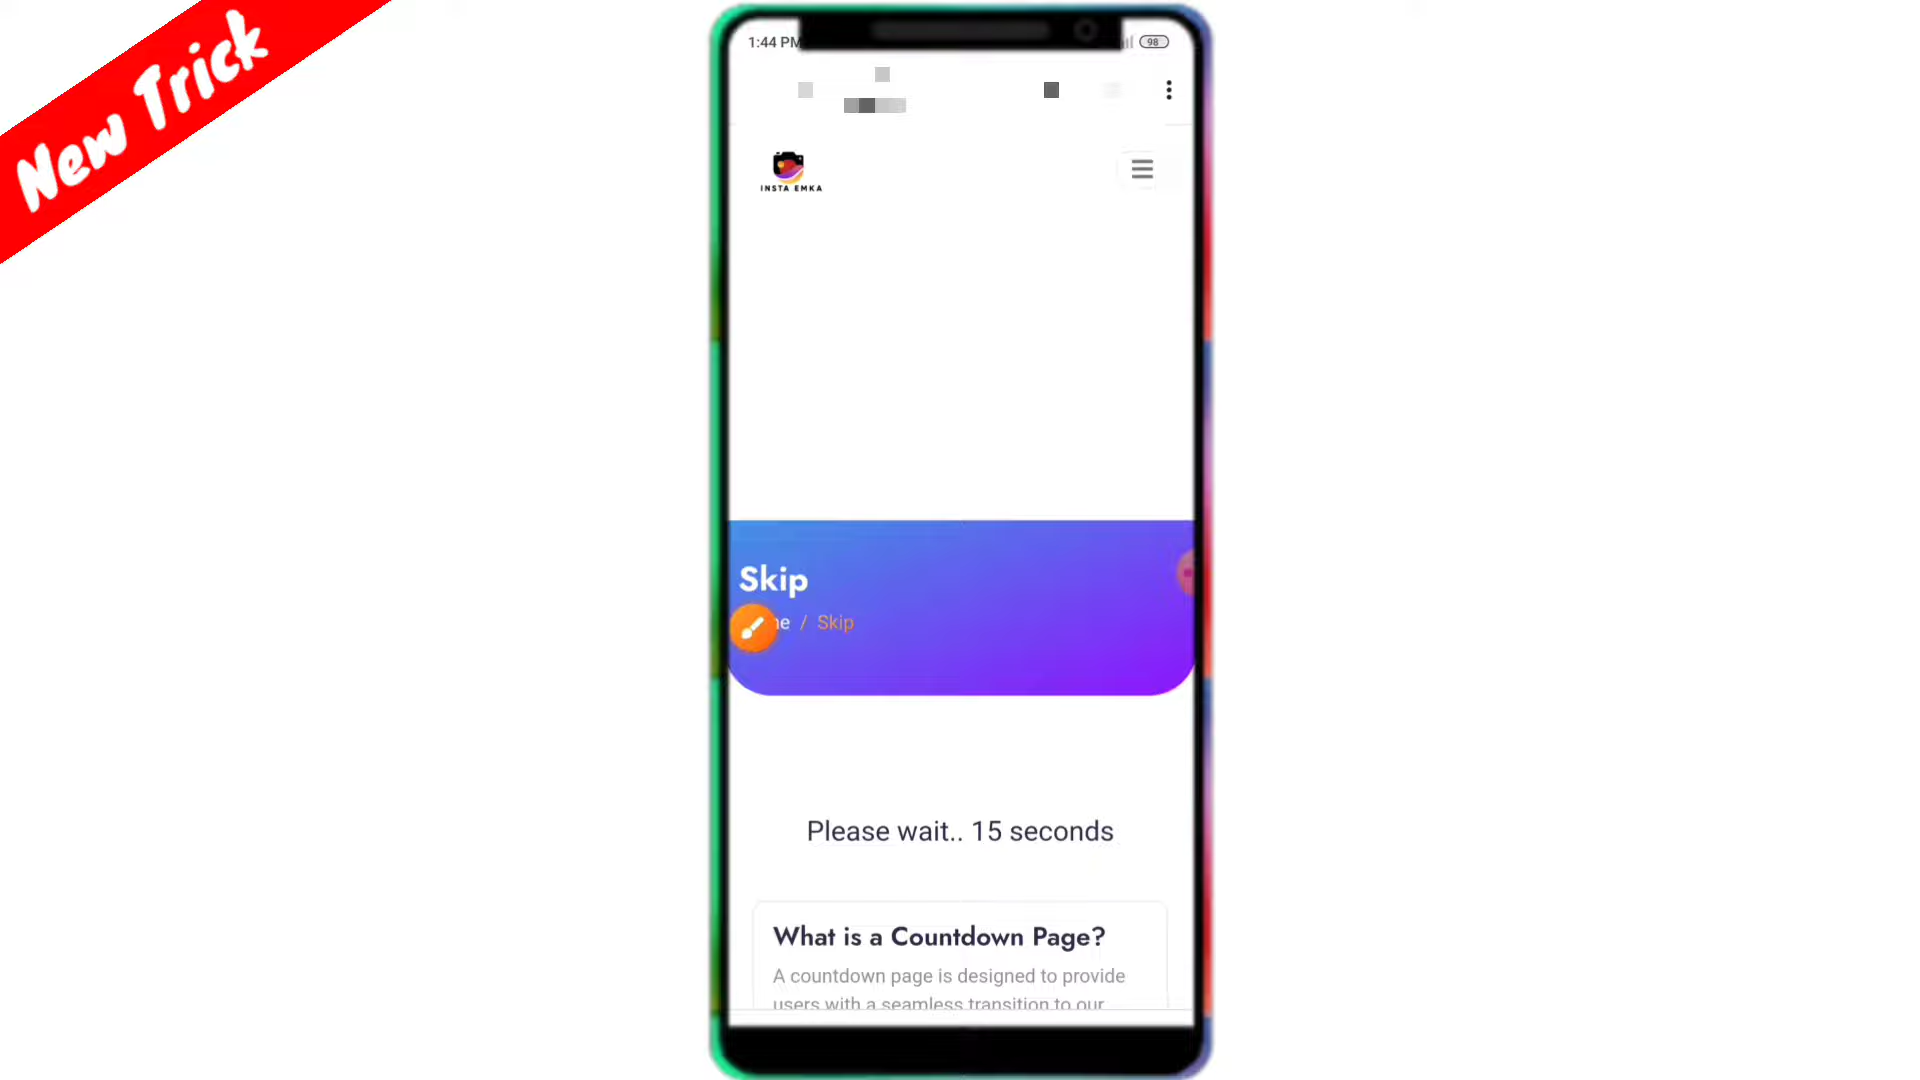 New Trick
1:44 PM
98
INSTA EMKA
Skip
/ Skip
Please wait.. 15 seconds
What is a Countdown Page?
A countdown page is designed to provide
users with a seamless transition to our